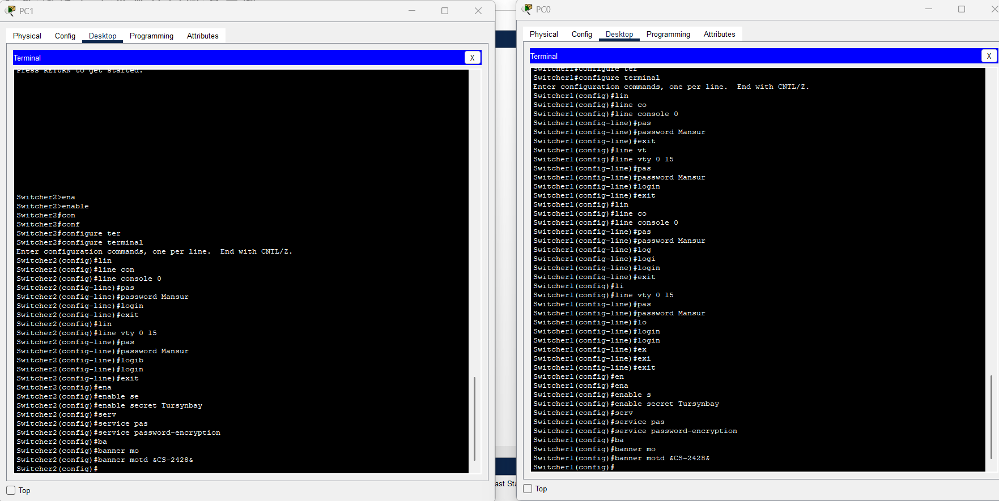 PC1
Physical Config Desktop Programming Attributes
Terminal X
Press RETURN to get started.
Switcher2>ena
Switcher2>enable
Switcher2#con
Switcher2#conf
Switcher2#configure ter
Switcher2#configure terminal
Enter configuration commands, one per line.  End with CNTL/Z.
Switcher2(config)#lin
Switcher2(config)#line con
Switcher2(config)#line console 0
Switcher2(config-line)#pas
Switcher2(config-line)#password Mansur
Switcher2(config-line)#login
Switcher2(config-line)#exit
Switcher2(config)#lin
Switcher2(config)#line vty 0 15
Switcher2(config-line)#pas
Switcher2(config-line)#password Mansur
Switcher2(config-line)#logib
Switcher2(config-line)#login
Switcher2(config-line)#exit
Switcher2(config)#ena
Switcher2(config)#enable se
Switcher2(config)#enable secret Tursynbay
Switcher2(config)#serv
Switcher2(config)#service pas
Switcher2(config)#service password-encryption
Switcher2(config)#ba
Switcher2(config)#banner mo
Switcher2(config)#banner motd &CS-2428&
Switcher2(config)#
Top
ast Sta
PC0
Physical Config Desktop Programming Attributes
Terminal X
Switcher1#configure ter
Switcher1#configure terminal
Enter configuration commands, one per line.  End with CNTL/Z.
Switcher1(config)#lin
Switcher1(config)#line co
Switcher1(config)#line console 0
Switcher1(config-line)#pas
Switcher1(config-line)#password Mansur
Switcher1(config-line)#exit
Switcher1(config)#line vt
Switcher1(config)#line vty 0 15
Switcher1(config-line)#pas
Switcher1(config-line)#password Mansur
Switcher1(config-line)#login
Switcher1(config-line)#exit
Switcher1(config)#lin
Switcher1(config)#line co
Switcher1(config)#line console 0
Switcher1(config-line)#pas
Switcher1(config-line)#password Mansur
Switcher1(config-line)#log
Switcher1(config-line)#logi
Switcher1(config-line)#login
Switcher1(config-line)#exit
Switcher1(config)#li
Switcher1(config)#line vty 0 15
Switcher1(config-line)#pas
Switcher1(config-line)#password Mansur
Switcher1(config-line)#lo
Switcher1(config-line)#login
Switcher1(config-line)#login
Switcher1(config-line)#ex
Switcher1(config-line)#exi
Switcher1(config-line)#exit
Switcher1(config)#en
Switcher1(config)#ena
Switcher1(config)#enable s
Switcher1(config)#enable secret Tursynbay
Switcher1(config)#serv
Switcher1(config)#service pas
Switcher1(config)#service password-encryption
Switcher1(config)#ba
Switcher1(config)#banner mo
Switcher1(config)#banner motd &CS-2428&
Switcher1(config)#
Top